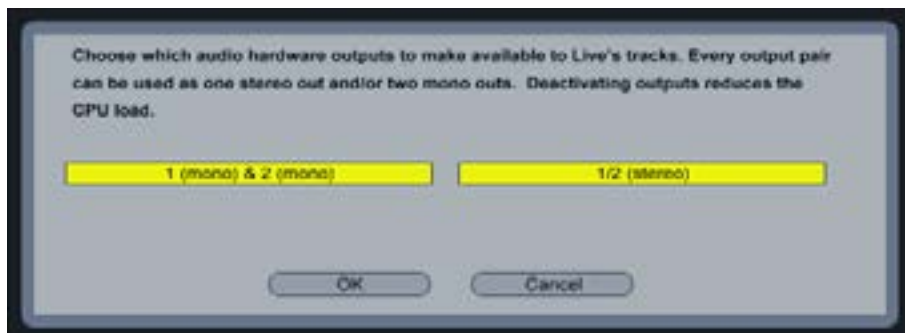 Choose which audio hardware outputs to make available to Live's tracks. Every output pair
can be used as one stereo out and/or two mono outs. Deactivating outputs reduces the
CPU load.
1 (mono) & 2 (mono)
1/2 (stereo)
OK
Cancel